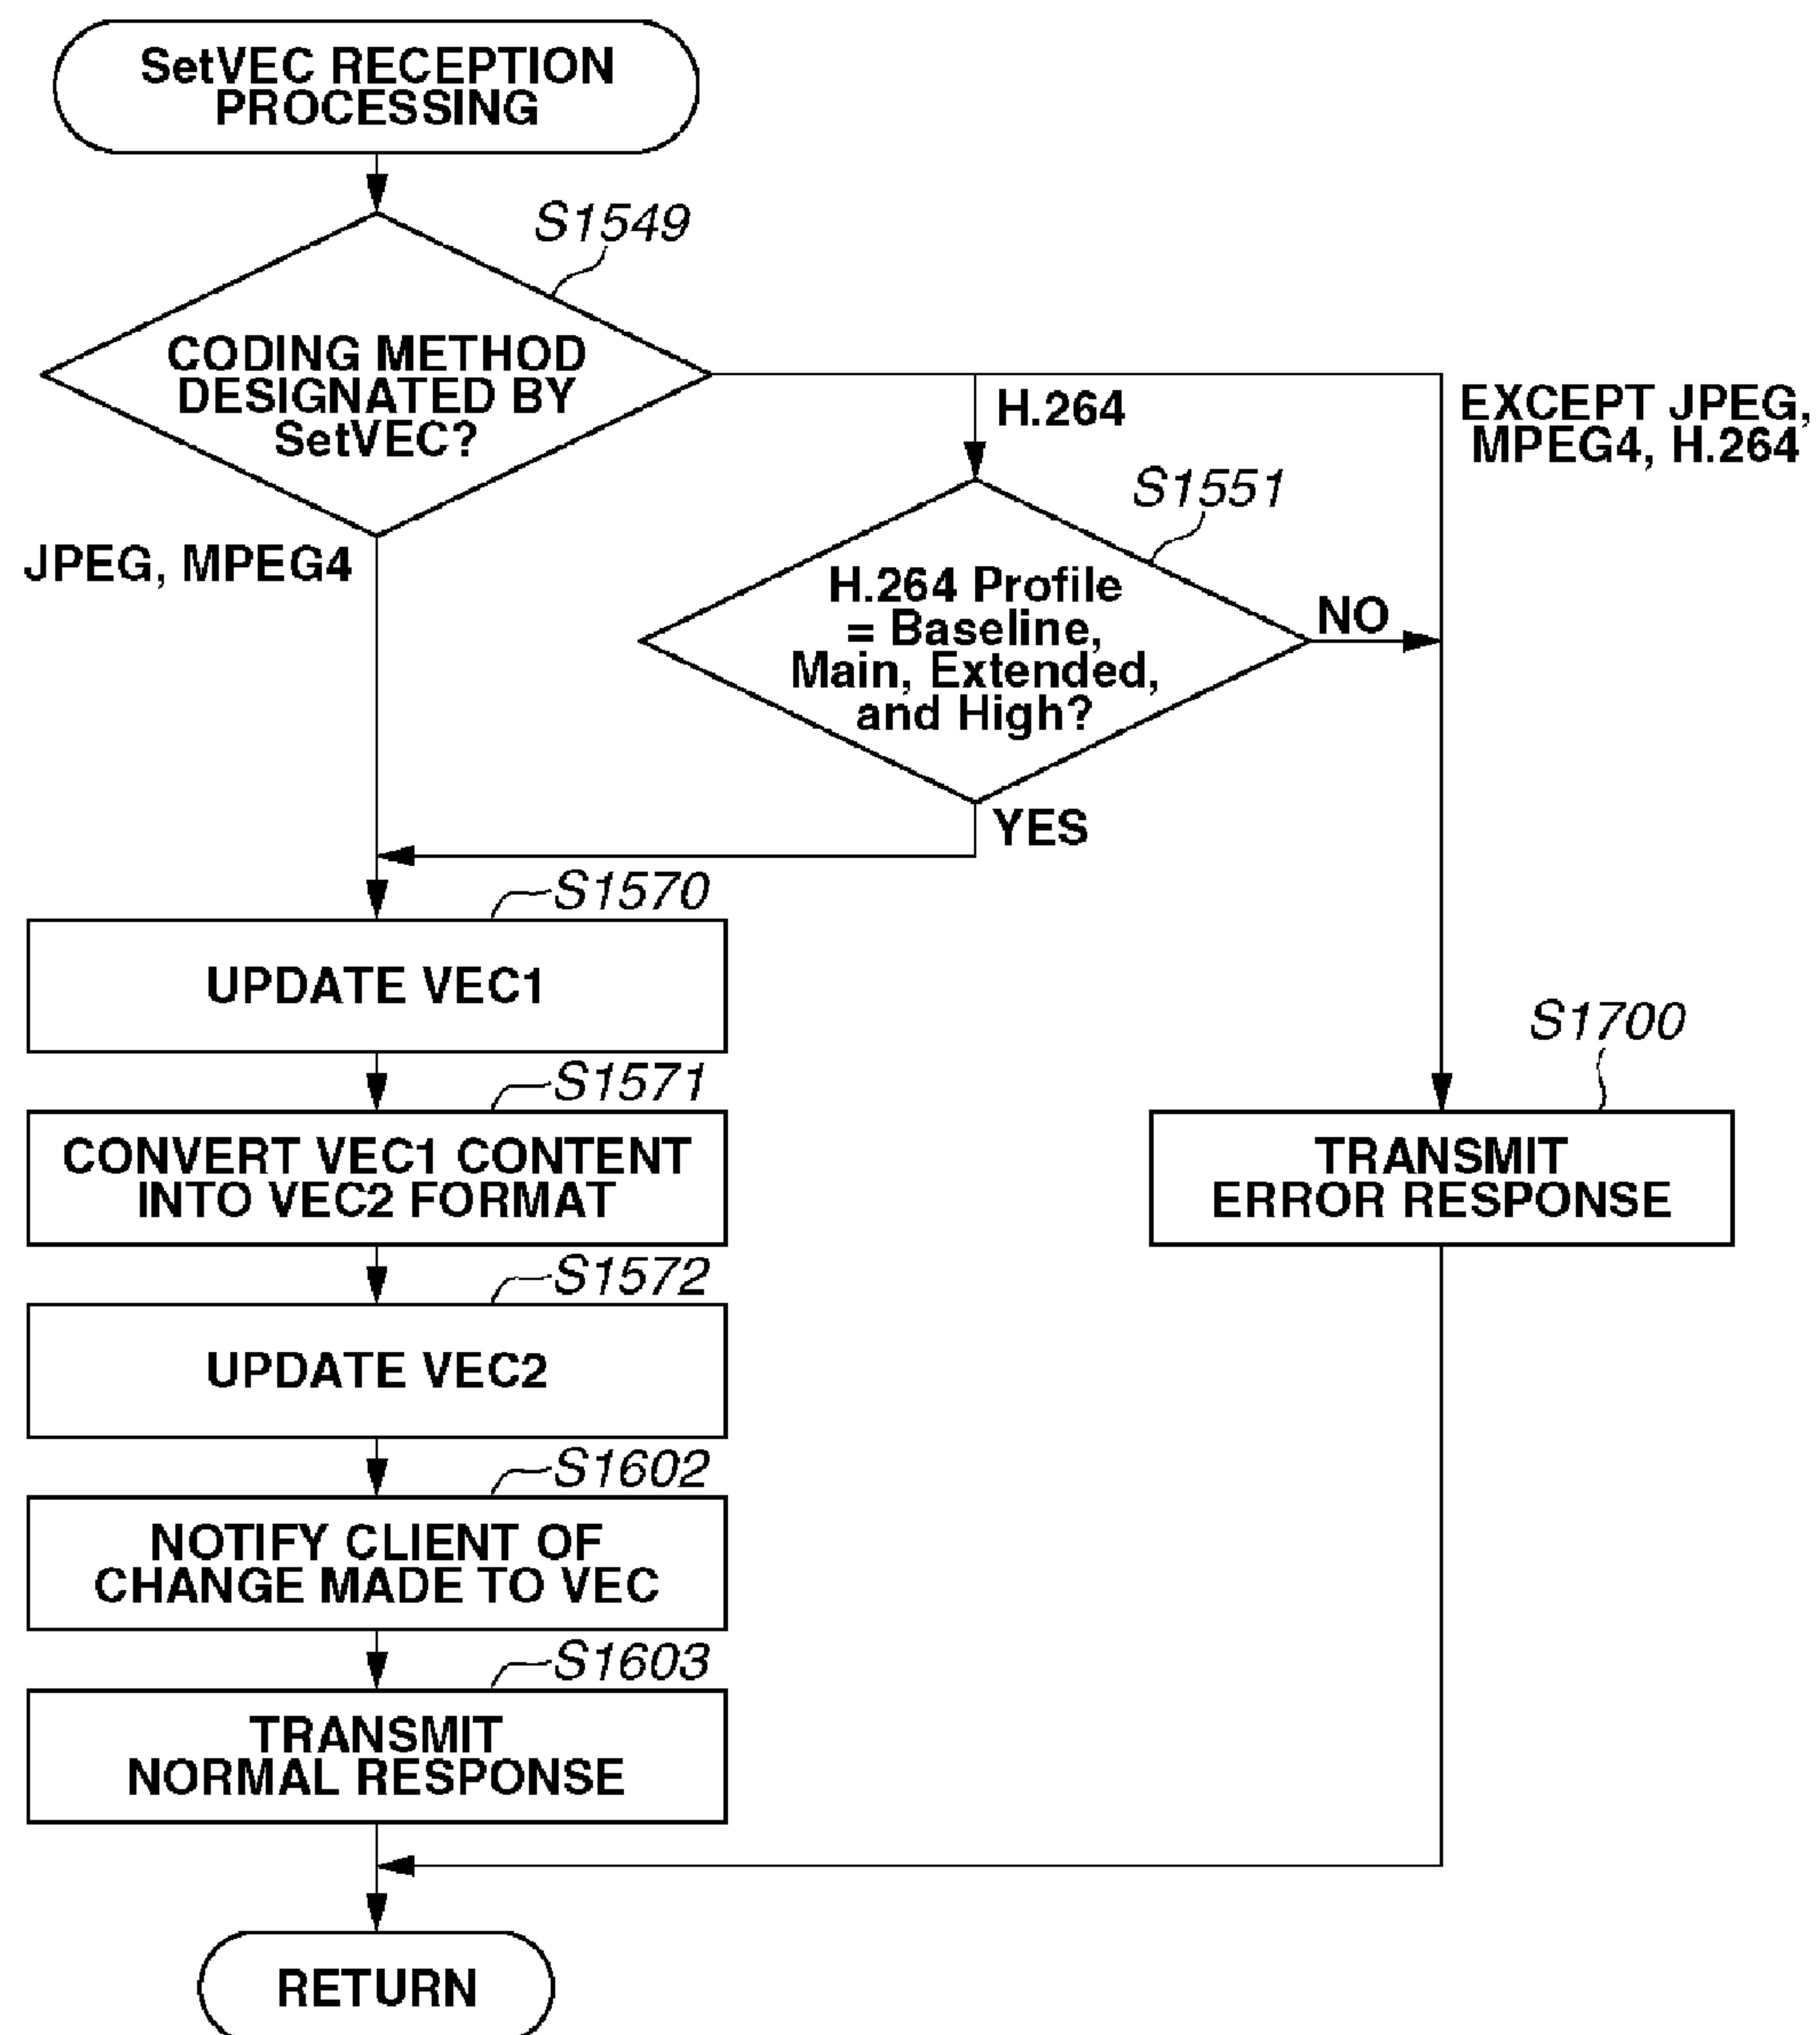 SetVEC RECEPTION
PROCESSING
S1549
CODING METHOD
DESIGNATED BY
SetVEC?
H.264
EXCEPT JPEG,
MPEG4, H.264
JPEG, MPEG4
S1551
H.264 Profile
= Baseline,
Main, Extended,
and High?
NO
YES
S1570
UPDATE VEC1
S1571
CONVERT VEC1 CONTENT
INTO VEC2 FORMAT
S1700
TRANSMIT
ERROR RESPONSE
S1572
UPDATE VEC2
S1602
NOTIFY CLIENT OF
CHANGE MADE TO VEC
S1603
TRANSMIT
NORMAL RESPONSE
RETURN